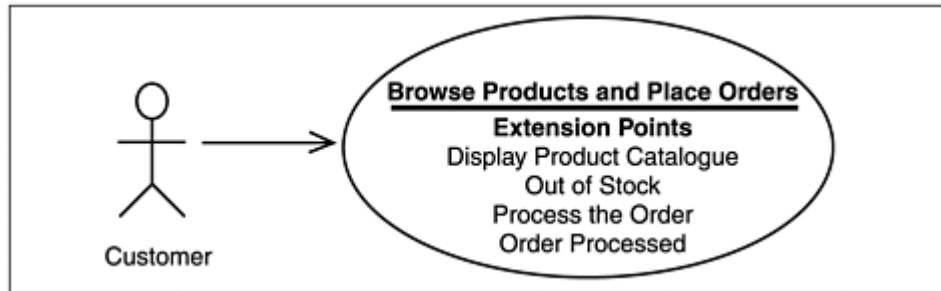 Browse Products and Place Orders
Extension Points
Display Product Catalogue
Out of Stock
Process the Order
Order Processed
Customer